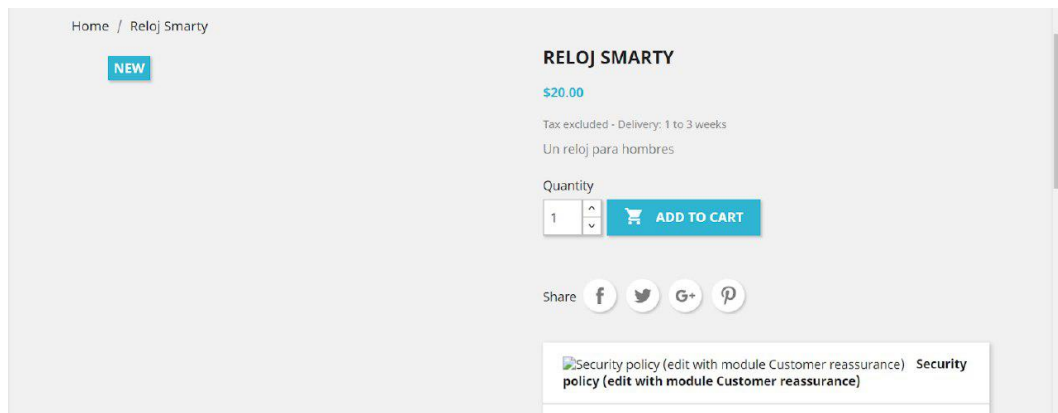 Home / Reloj Smarty
NEW
RELOJ SMARTY
$20.00
Tax excluded - Delivery: 1 to 3 weeks
Un reloj para hombres
Quantity
1
ADD TO CART
Share
Security policy (edit with module Customer reassurance) Security
policy (edit with module Customer reassurance)